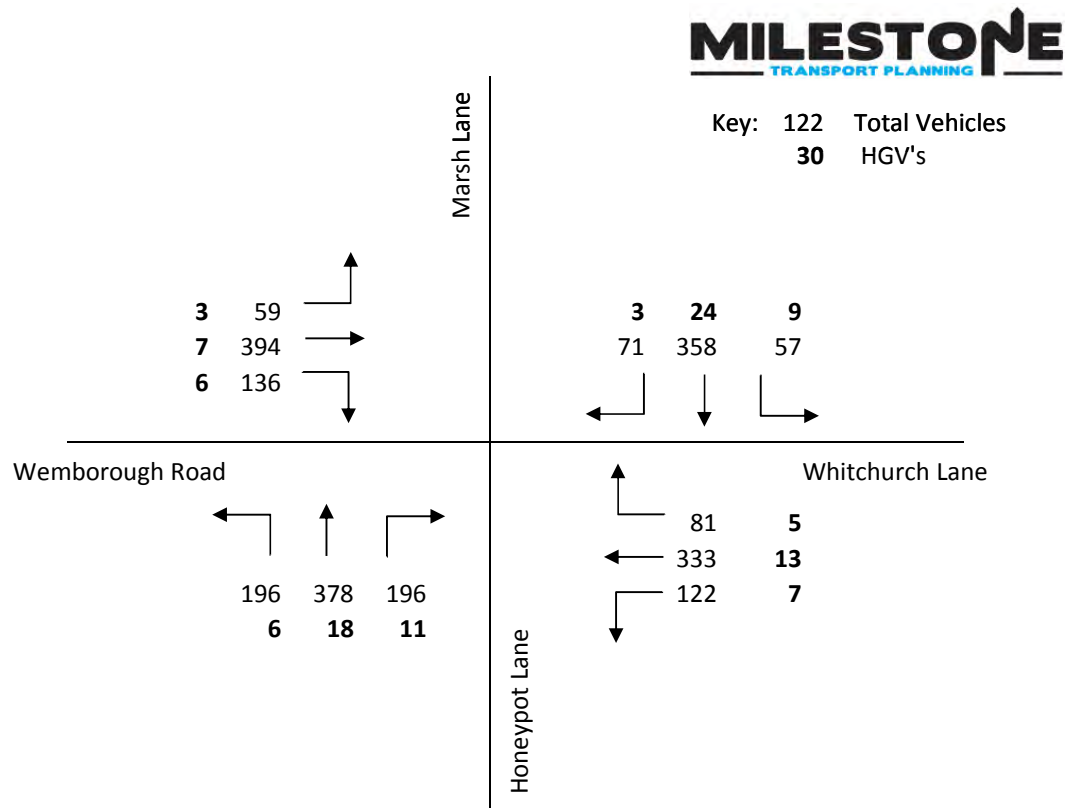 MILESTONE
TRANSPORT PLANNING
Key: 122 Total Vehicles
30 HGV's
Marsh Lane
3 59
7 394
6 136
3 24 9
71 358 57
Wemborough Road
Whitchurch Lane
196 378 196
6 18 11
81 5
333 13
122 7
Honeypot Lane